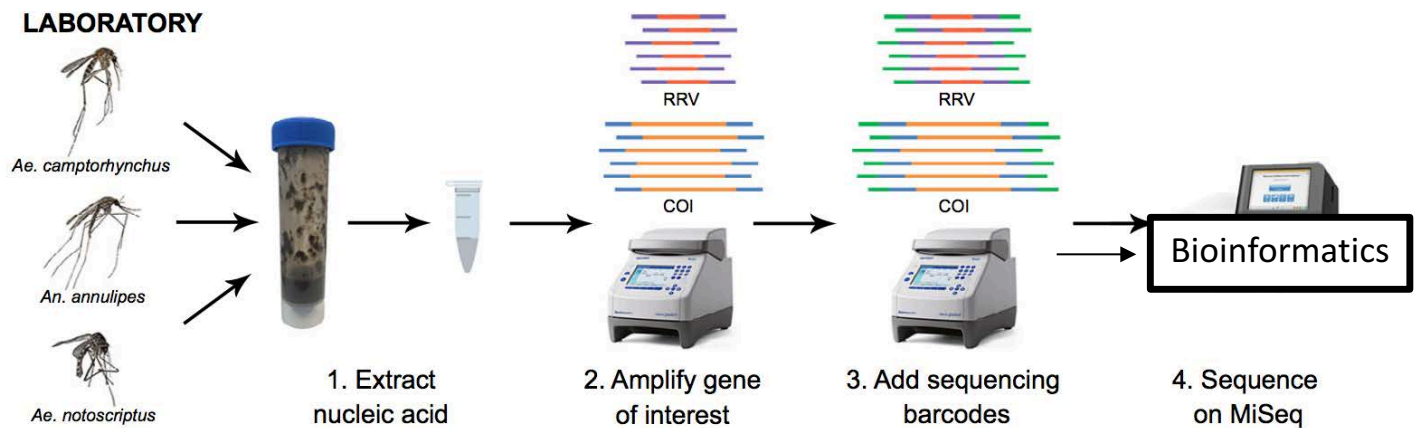 LABORATORY
Ae. camptorhynchus
An. annulipes
Ae. notoscriptus
RRV
COI
RRV
COI
Bioinformatics
1. Extract
nucleic acid
2. Amplify gene
of interest
3. Add sequencing
barcodes
4. Sequence
on MiSeq